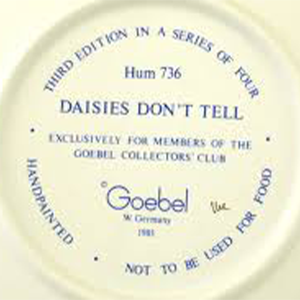 THIRD EDITION IN A SERIES OF FOUR
Hum 736
DAISIES DON'T TELL
EXCLUSIVELY FOR MEMBERS OF THE
GOEBEL COLLECTORS' CLUB
Goebel
W. Germany
HANDPAINTED
NOT TO BE USED FOR FOOD